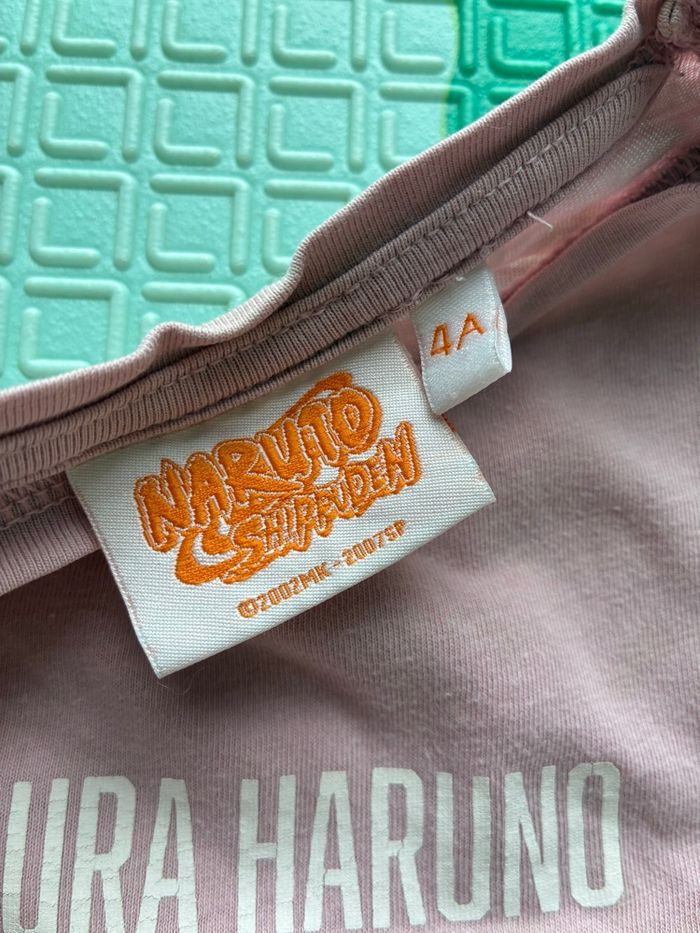 4A
NARUTO
SHIPPUDEN
©2002MK-2007SP
URA HARUNO